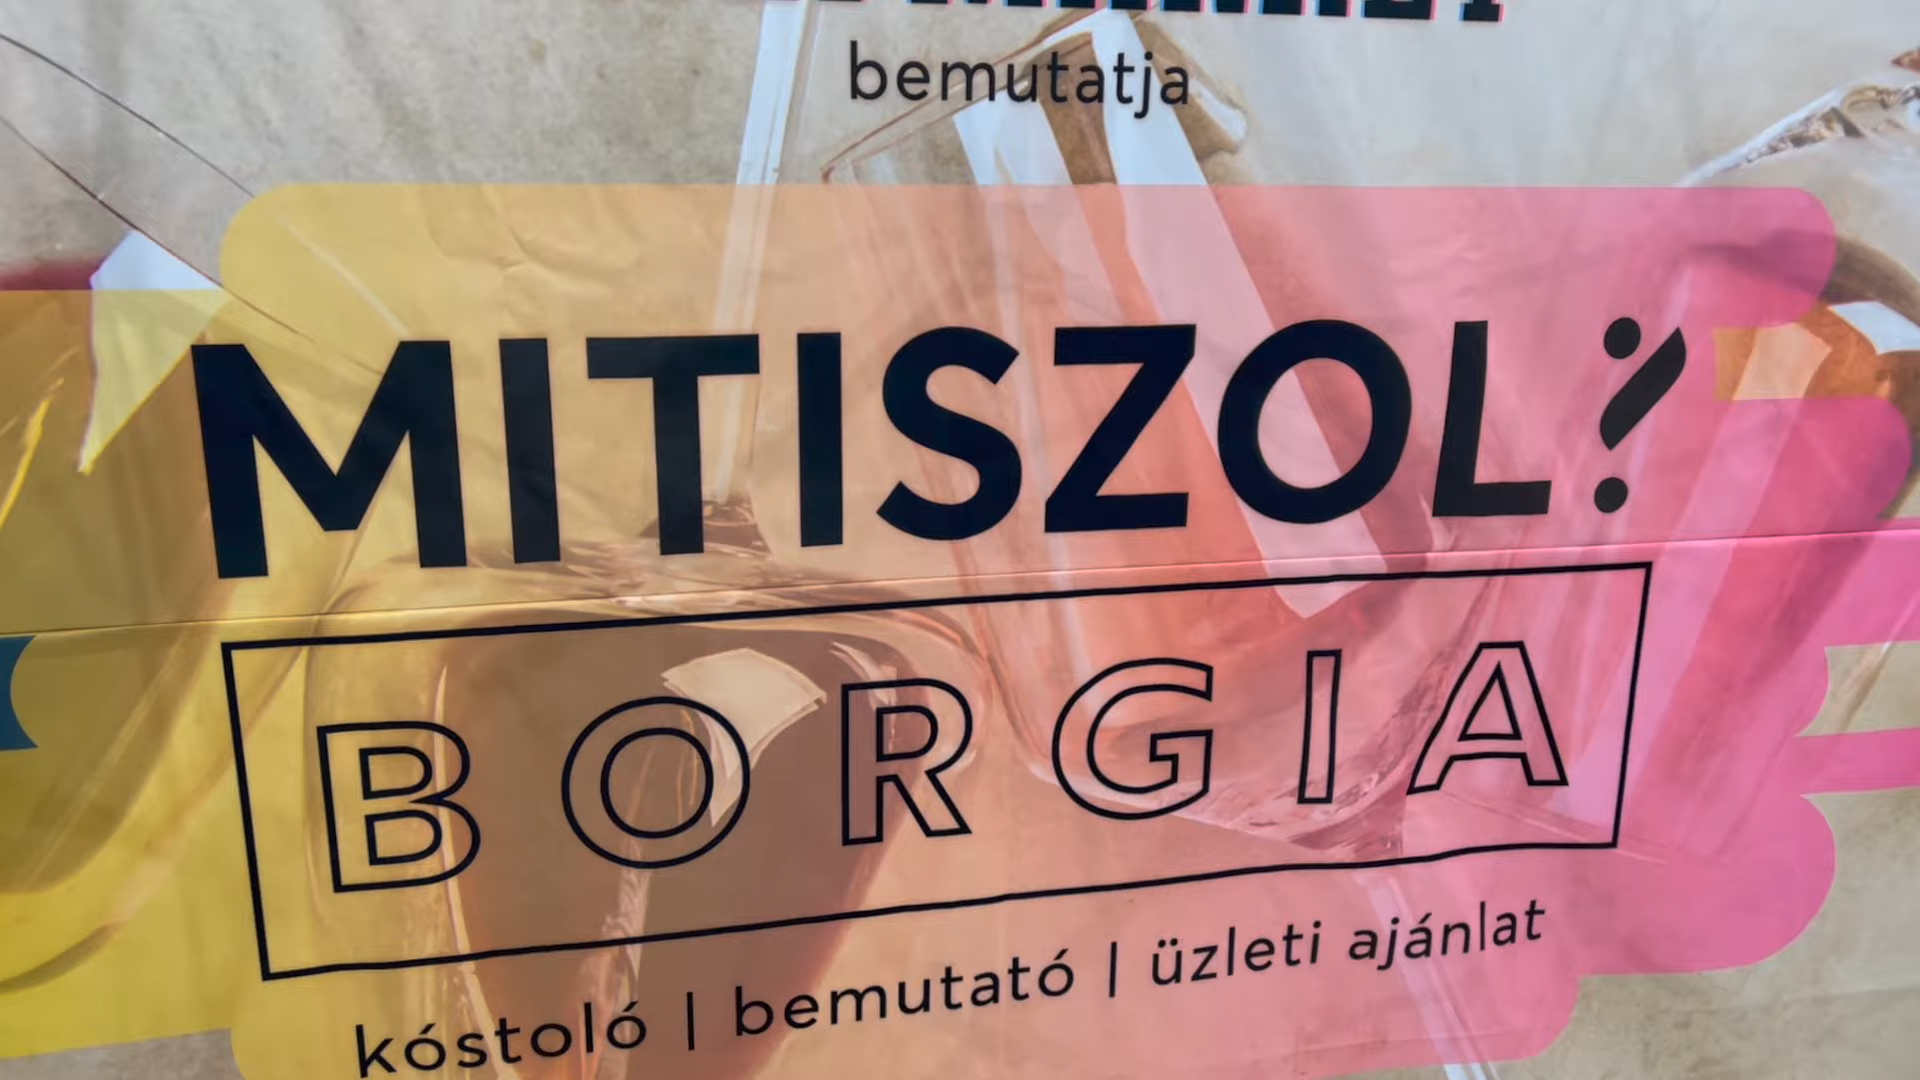 bemutatja
MITISZOL?
BORGIA
kóstoló | bemutató | üzleti ajánlat